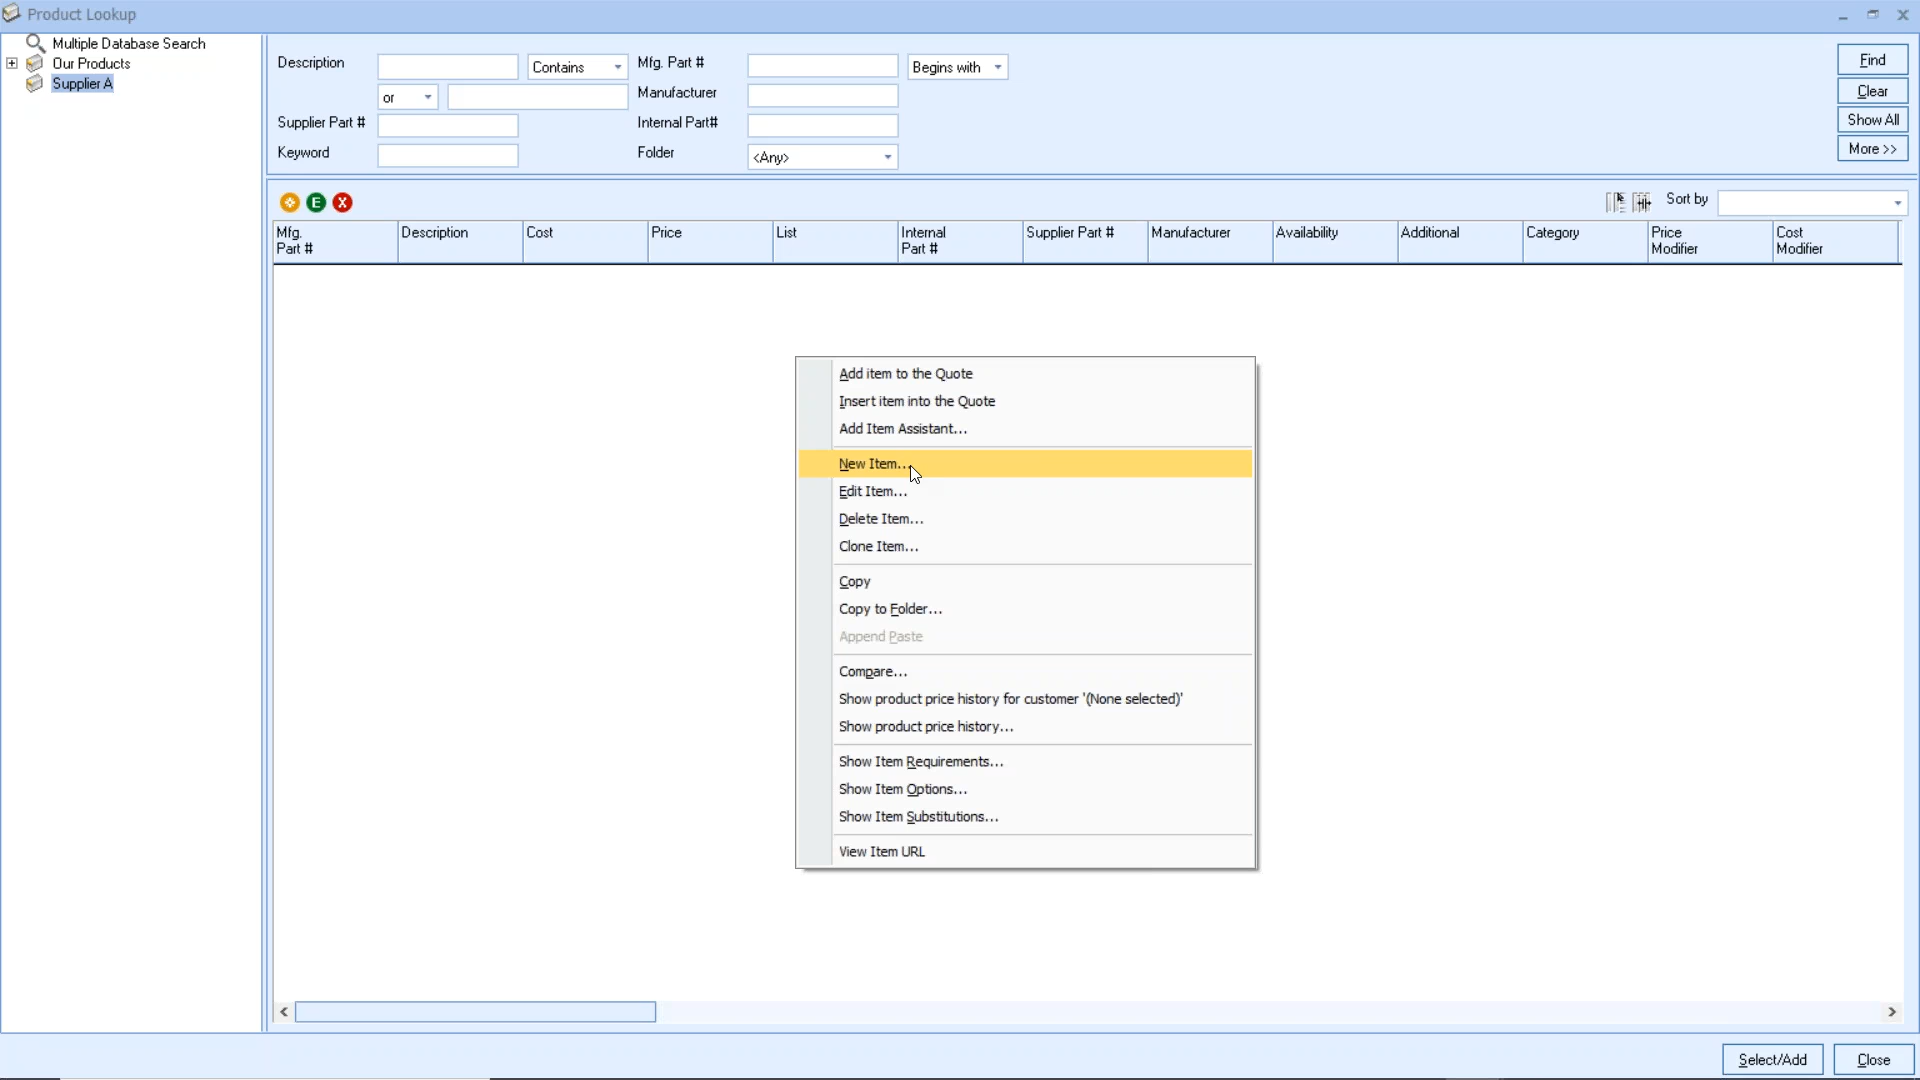 Product Lookup
Multiple Database Search
Our Products
Supplier A
Description Contains Mfg. Part # Begins with
or Manufacturer
Supplier Part # Internal Part#
Keyword Folder <Any>
Find
Clear
Show All
More >>
E X Sort by
Mfg. Part # Description Cost Price List Internal Part # Supplier Part # Manufacturer Availability Additional Category Price Modifier Cost Modifier
Add item to the Quote
Insert item into the Quote
Add Item Assistant...
New Item...
Edit Item...
Delete Item...
Clone Item...
Copy
Copy to Folder...
Append Paste
Compare...
Show product price history for customer '(None selected)'
Show product price history...
Show Item Requirements...
Show Item Options...
Show Item Substitutions...
View Item URL
Select/Add Close